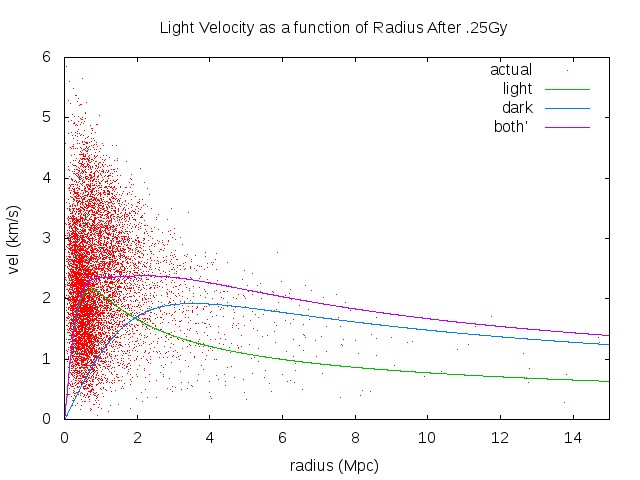 Light Velocity as a function of Radius After .25Gy
6
actual
light
5
dark
both'
4
vel (km/s)
3
2
1
0
0 2 4 6 8 10 12 14
radius (Mpc)